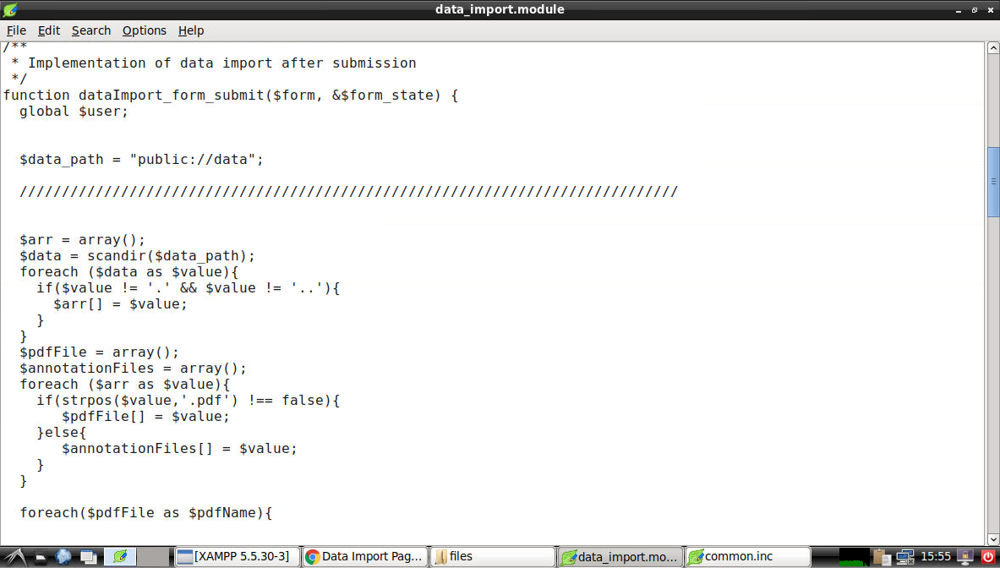 data_import.module
File Edit Search Options Help
/**
 * Implementation of data import after submission
 */
function dataImport_form_submit($form, &$form_state) {
  global $user;
  $data_path = "public://data";
  //////////////////////////////////////////////////////////////////////////////
  $arr = array();
  $data = scandir($data_path);
  foreach ($data as $value){
    if($value != '.' && $value != '..'){
      $arr[] = $value;
    }
  }
  $pdfFile = array();
  $annotationFiles = array();
  foreach ($arr as $value){
    if(strpos($value,'.pdf') !== false){
       $pdfFile[] = $value;
    }else{
       $annotationFiles[] = $value;
    }
  }
  foreach($pdfFile as $pdfName){
[XAMPP 5.5.30-3] Data Import Pag... files data_import.mo... common.inc 15:55